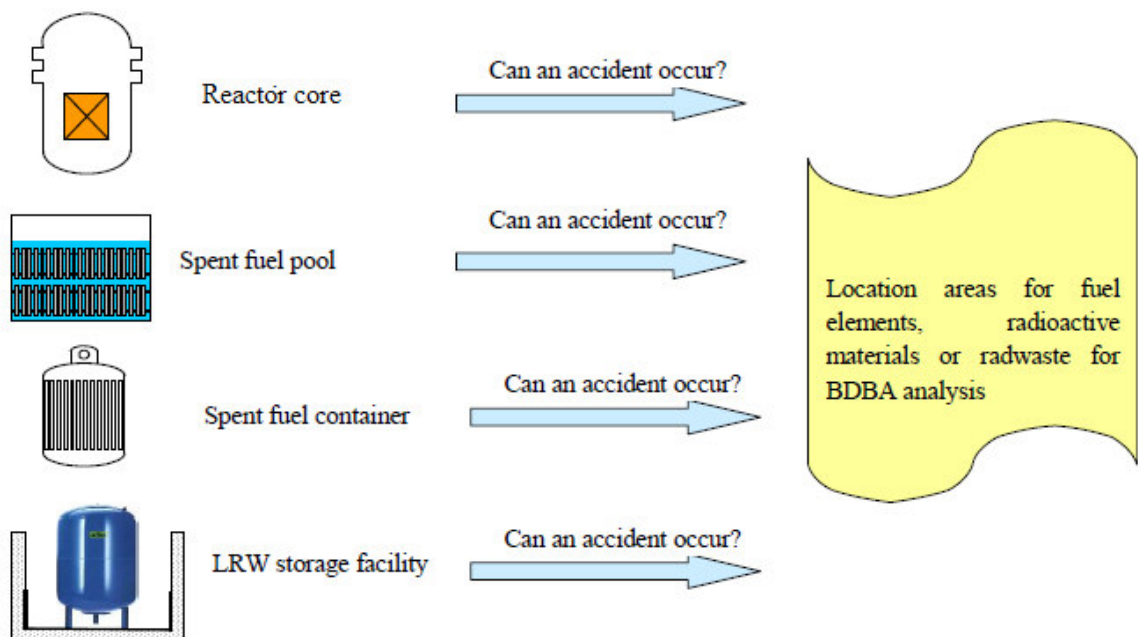 Can an accident occur?
Reactor core
Can an accident occur?
Spent fuel pool
Can an accident occur?
Spent fuel container
Can an accident occur?
LRW storage facility
Location areas for fuel
elements, radioactive
materials or radwaste for
BDBA analysis